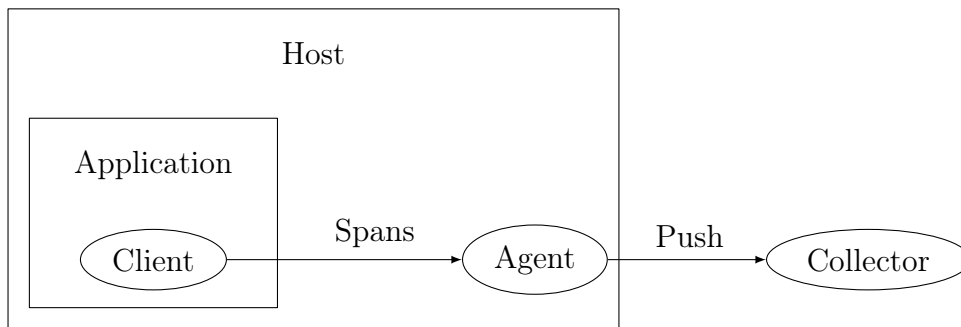 Host
Application
Spans
Push
Client
Agent
Collector